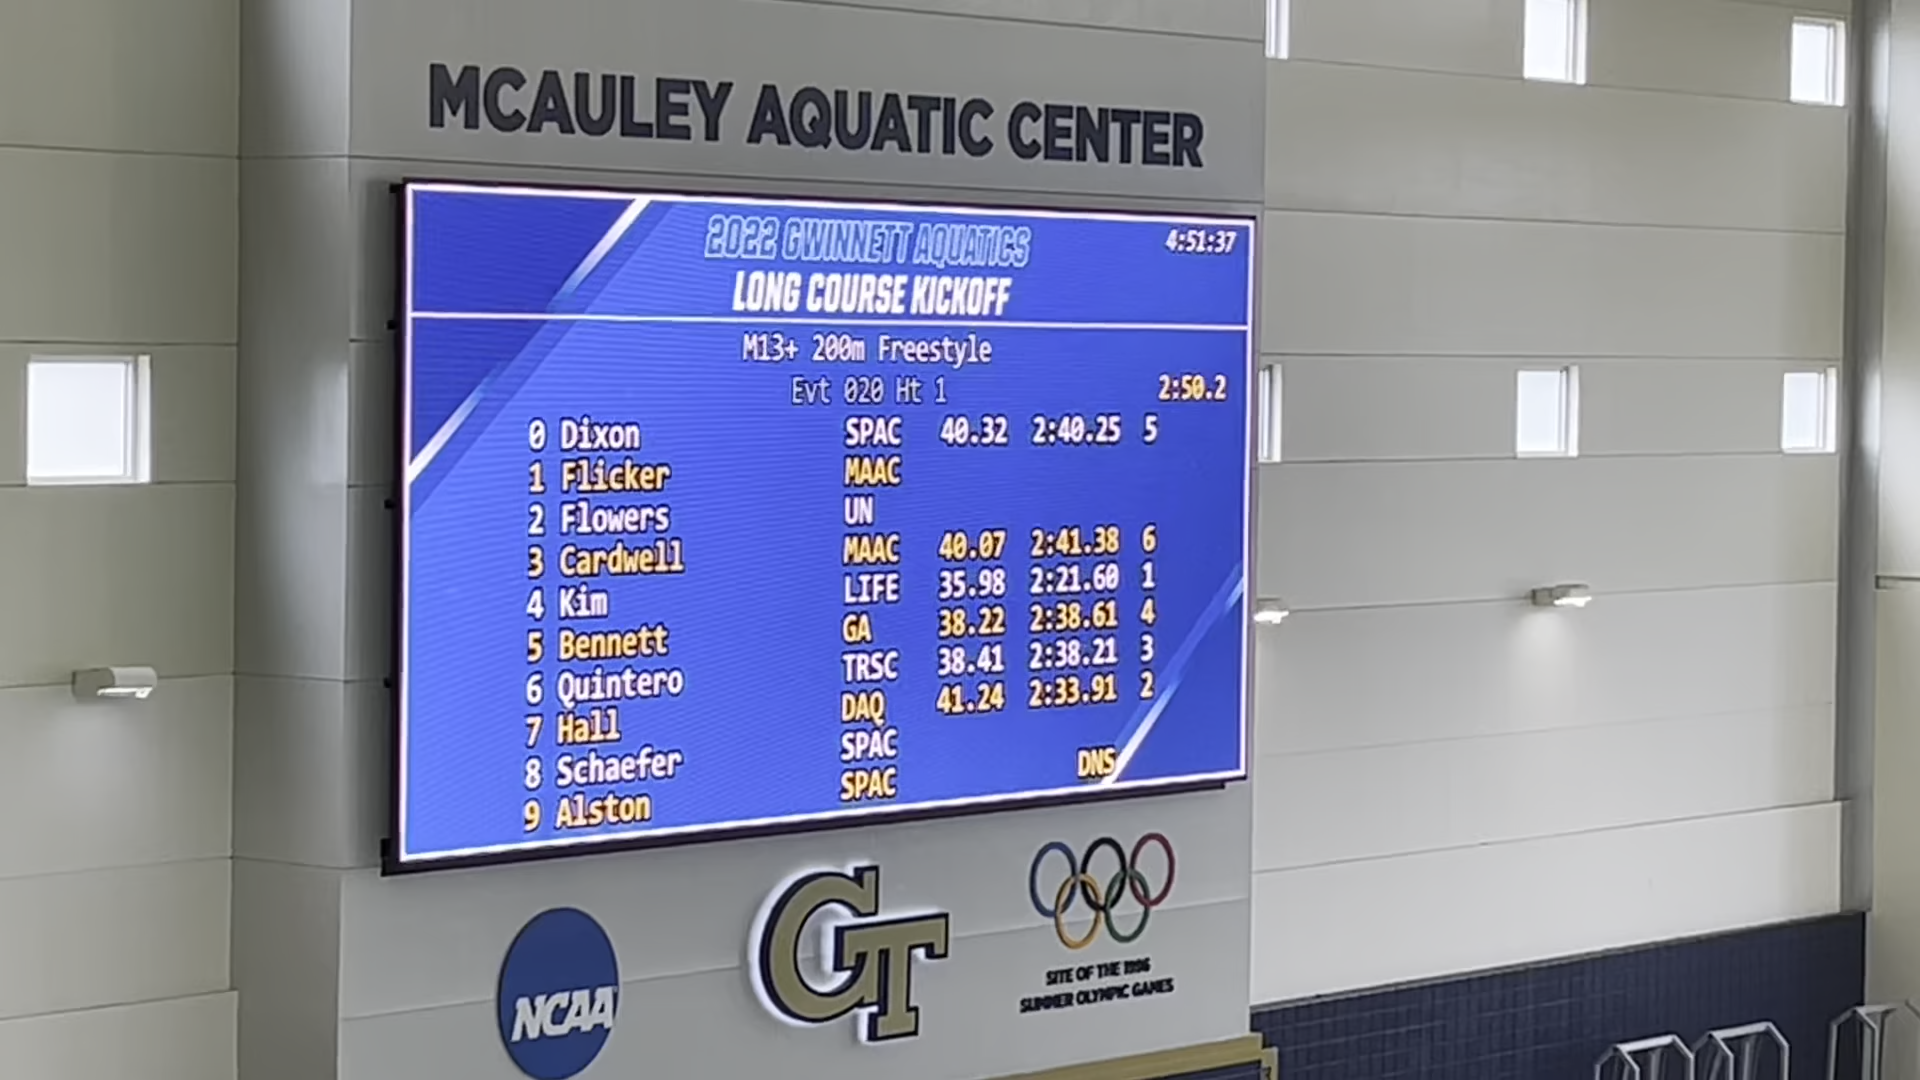 MCAULEY AQUATIC CENTER
2022 GWINNETT AQUATICS 4:51:37
LONG COURSE KICKOFF
M13+ 200m Freestyle
Evt 020 Ht 1 2:50.2
0 Dixon SPAC 40.32 2:40.25 5
1 Flicker MAAC
2 Flowers UN
3 Cardwell MAAC 40.07 2:41.38 6
4 Kim LIFE 35.98 2:21.60 1
5 Bennett GA 38.22 2:38.61 4
6 Quintero TRSC 38.41 2:38.21 3
7 Hall DAQ 41.24 2:33.91 2
8 Schaefer SPAC
9 Alston SPAC DNS
NCAA
GT
SITE OF THE 1996
SUMMER OLYMPIC GAMES